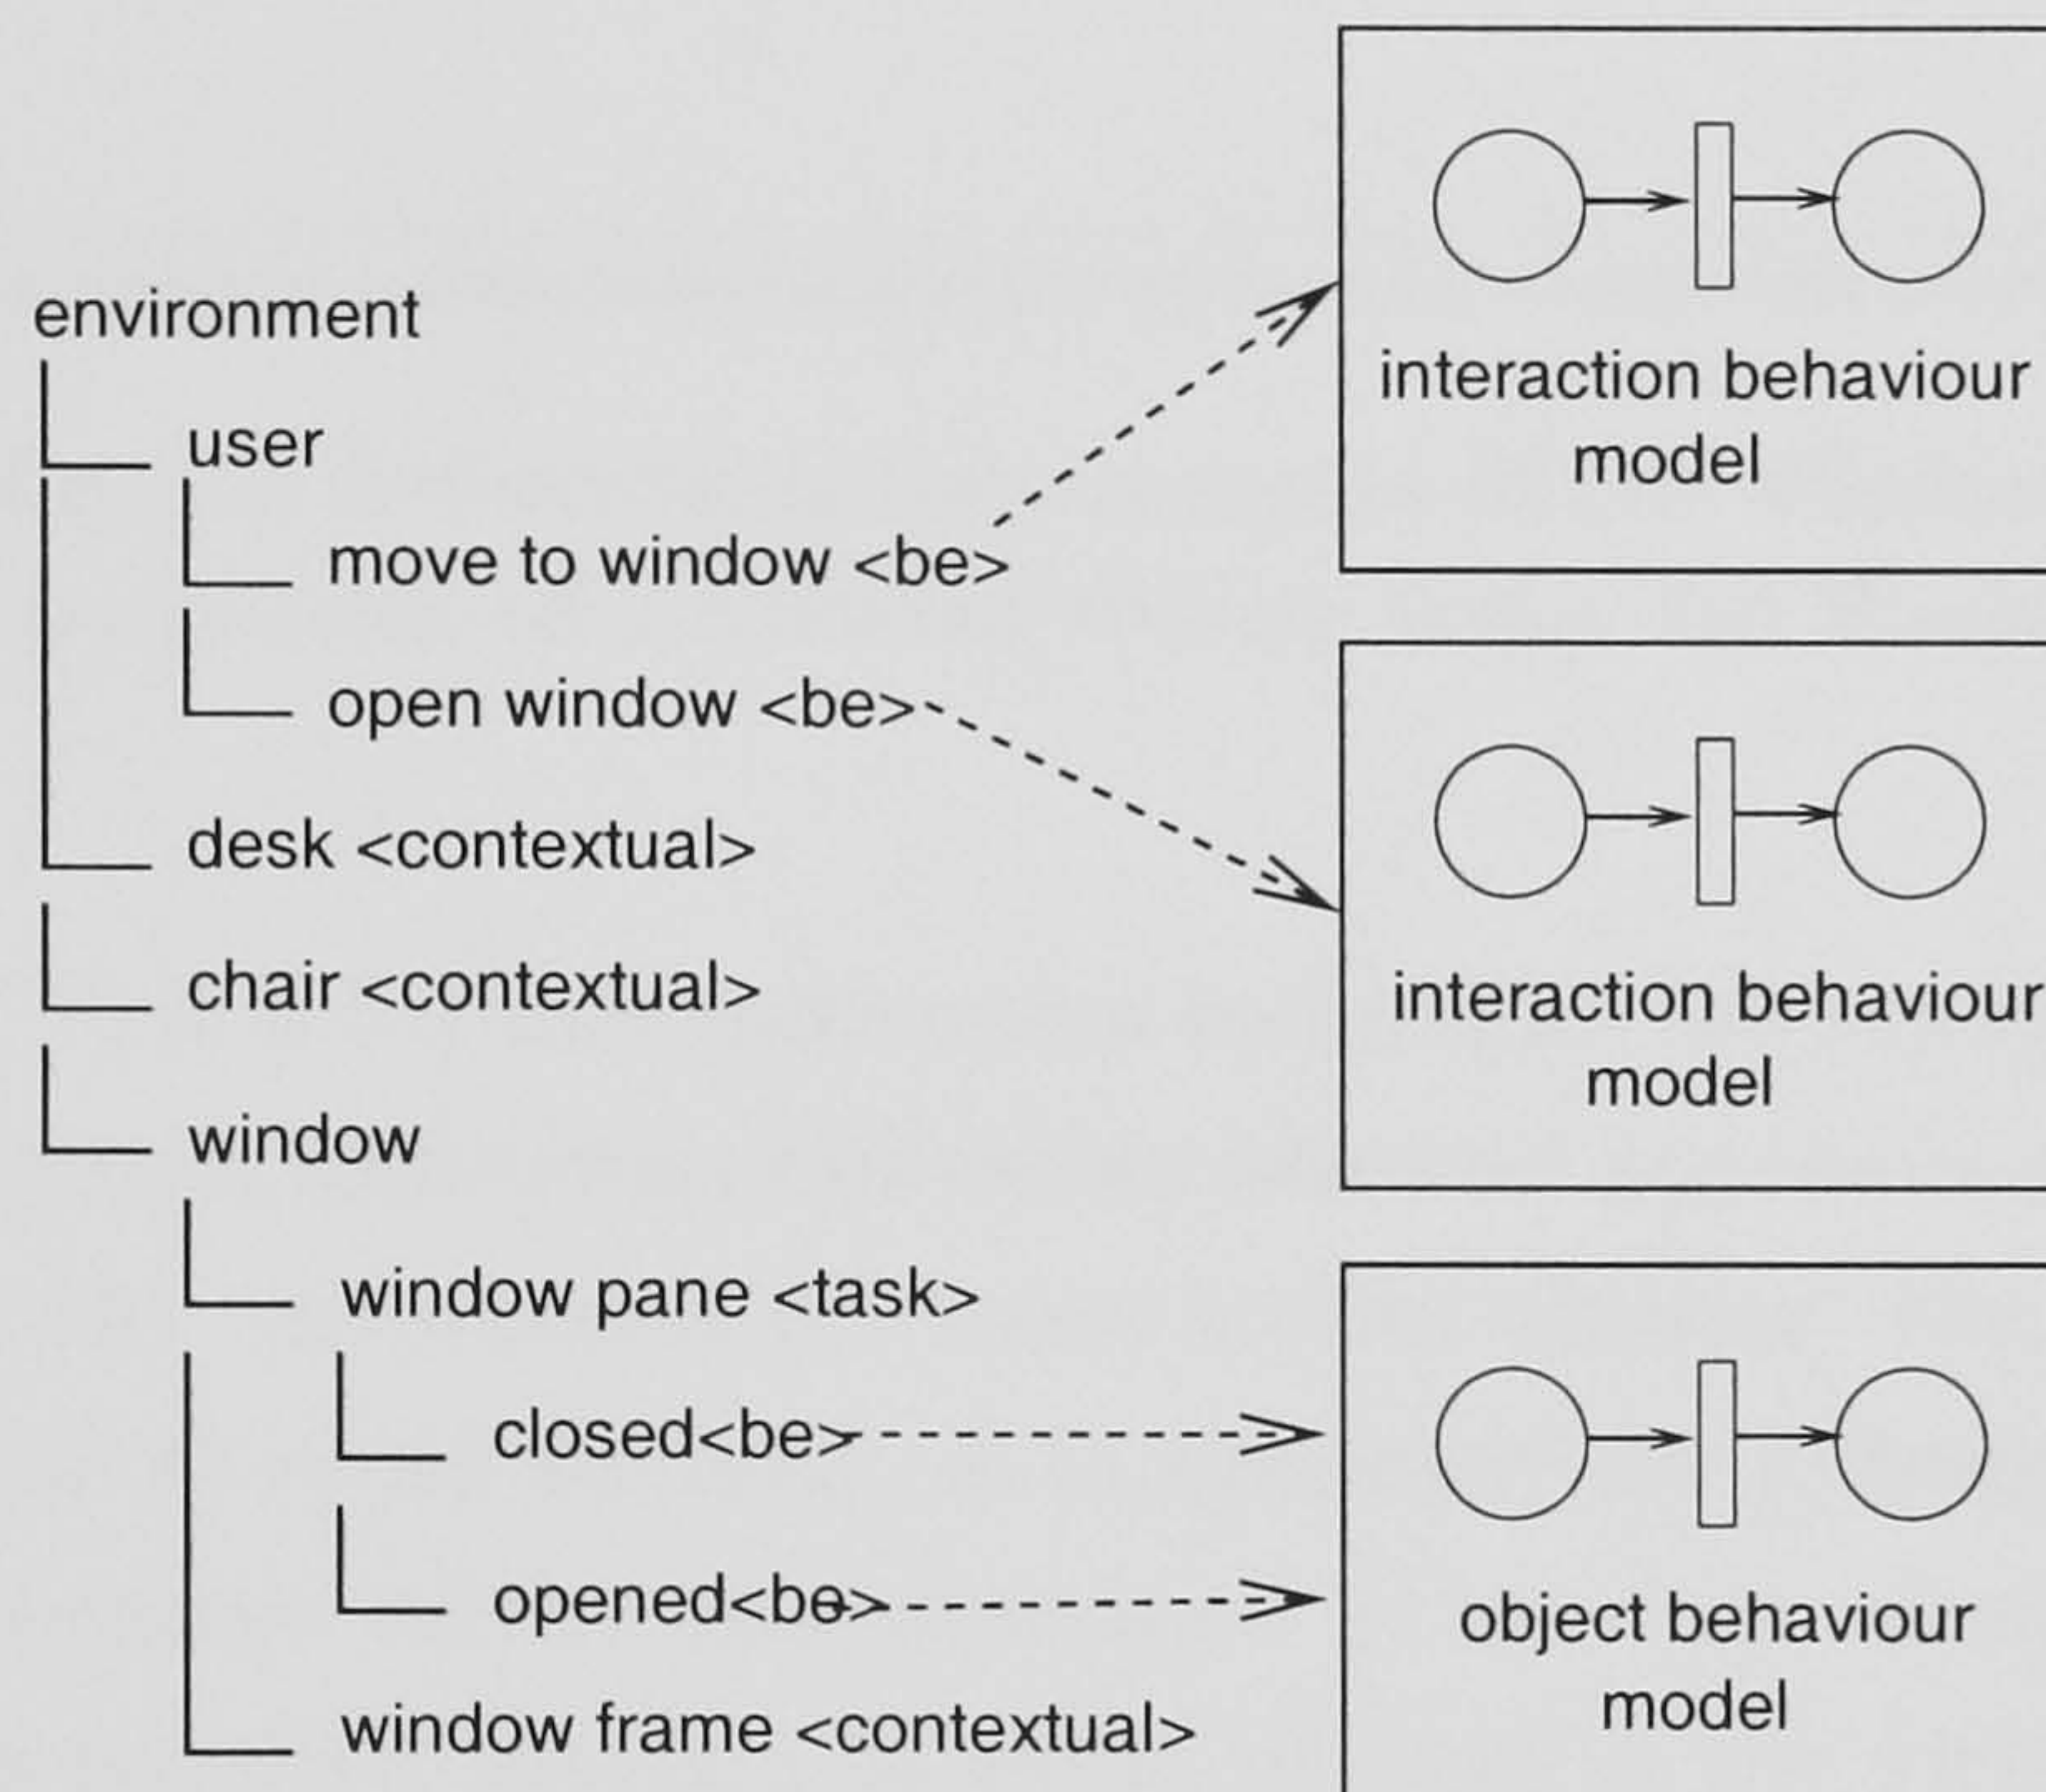 environment
user
move to window <be>
open window <be>
desk <contextual>
chair <contextual>
window
window pane <task>
closed<be>
opened<be>
window frame <contextual>
interaction behaviour
model
interaction behaviour
model
object behaviour
model